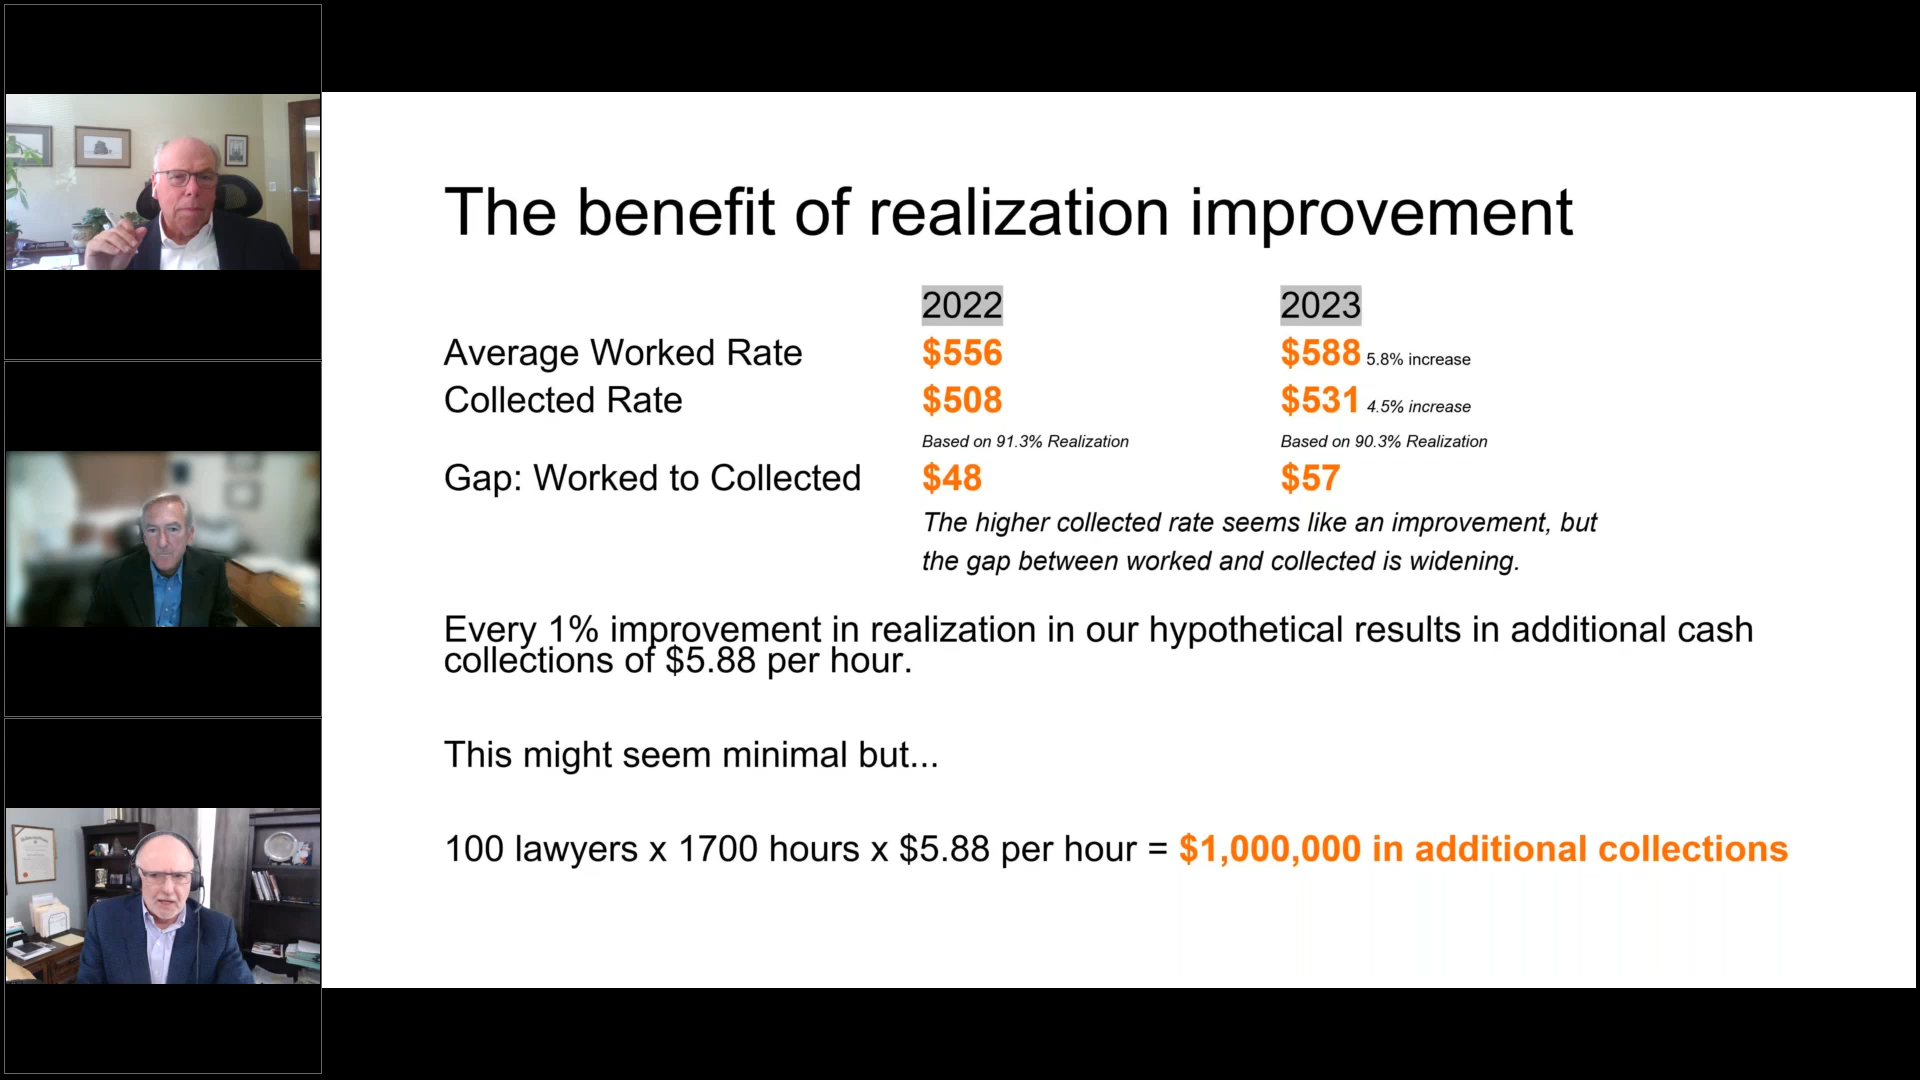 The benefit of realization improvement
2022 2023
Average Worked Rate $556 $588 5.8% increase
Collected Rate $508 $531 4.5% increase
Based on 91.3% Realization Based on 90.3% Realization
Gap: Worked to Collected $48 $57
The higher collected rate seems like an improvement, but
the gap between worked and collected is widening.
Every 1% improvement in realization in our hypothetical results in additional cash
collections of $5.88 per hour.
This might seem minimal but...
100 lawyers x 1700 hours x $5.88 per hour = $1,000,000 in additional collections